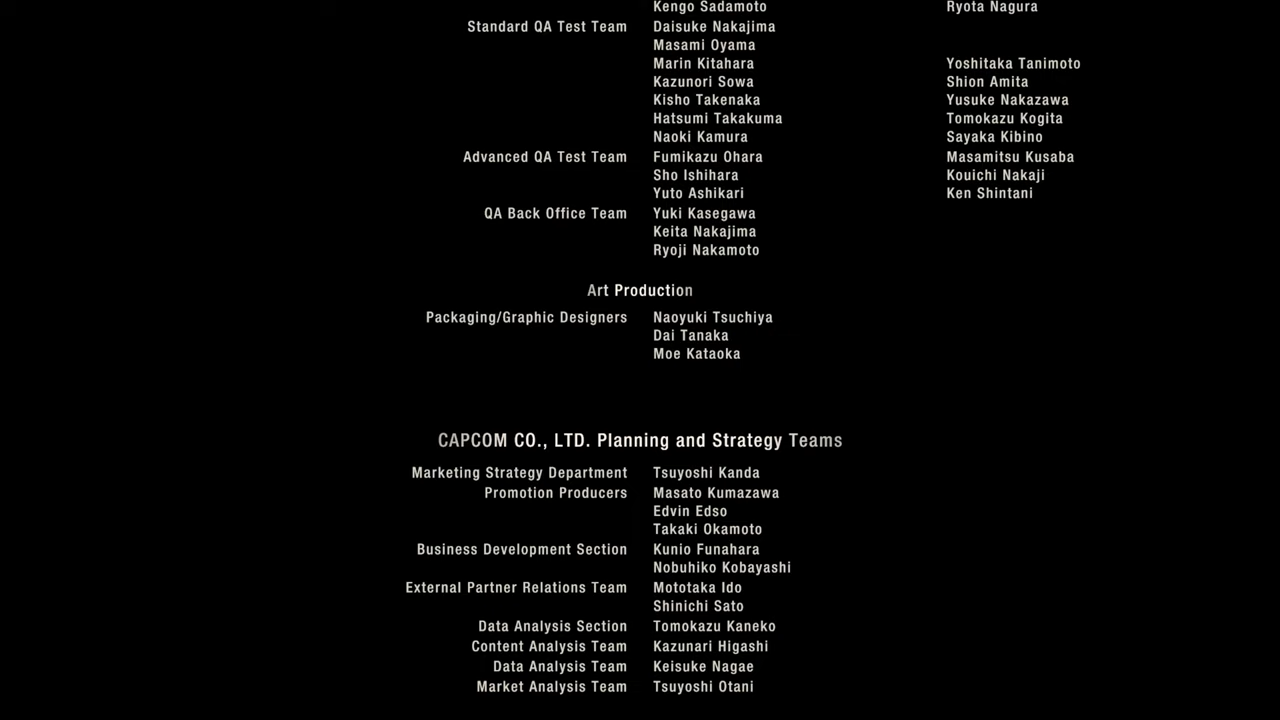 Kengo Sadamoto Ryota Nagura
Standard QA Test Team Daisuke Nakajima
Masami Oyama
Marin Kitahara Yoshitaka Tanimoto
Kazunori Sowa Shion Amita
Kisho Takenaka Yusuke Nakazawa
Hatsumi Takakuma Tomokazu Kogita
Naoki Kamura Sayaka Kibino
Advanced QA Test Team Fumikazu Ohara Masamitsu Kusaba
Sho Ishihara Kouichi Nakaji
Yuto Ashikari Ken Shintani
QA Back Office Team Yuki Kasegawa
Keita Nakajima
Ryoji Nakamoto
Art Production
Packaging/Graphic Designers Naoyuki Tsuchiya
Dai Tanaka
Moe Kataoka
CAPCOM CO., LTD. Planning and Strategy Teams
Marketing Strategy Department Tsuyoshi Kanda
Promotion Producers Masato Kumazawa
Edvin Edso
Takaki Okamoto
Business Development Section Kunio Funahara
Nobuhiko Kobayashi
External Partner Relations Team Mototaka Ido
Shinichi Sato
Data Analysis Section Tomokazu Kaneko
Content Analysis Team Kazunari Higashi
Data Analysis Team Keisuke Nagae
Market Analysis Team Tsuyoshi Otani